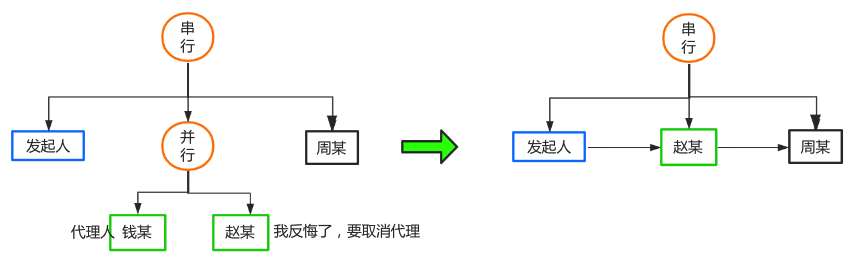 串
行
发起人
并
行
周某
代理人 钱某
赵某 我反悔了，要取消代理
串
行
发起人
赵某
周某